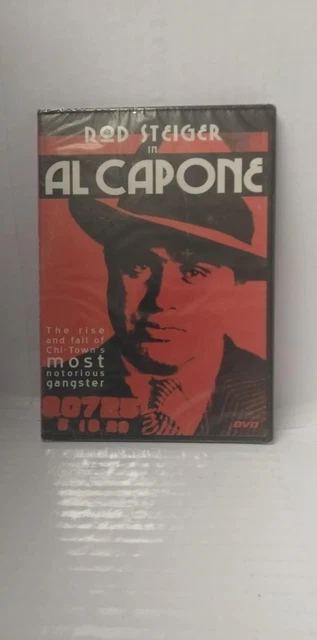 ROD STEIGER
in
AL CAPONE
The rise
and fall of
Chi-Town's
most
notorious
gangster
DVD